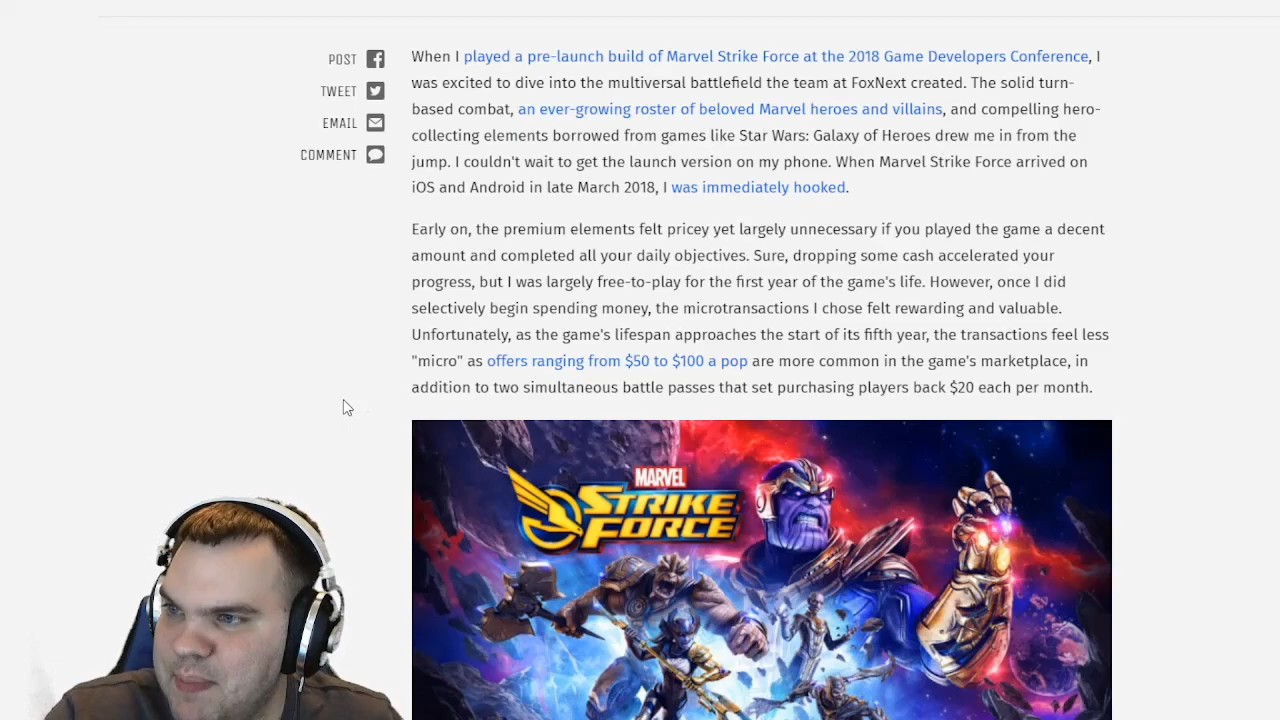 POST
TWEET
EMAIL
COMMENT
When I played a pre-launch build of Marvel Strike Force at the 2018 Game Developers Conference, I
was excited to dive into the multiversal battlefield the team at FoxNext created. The solid turn-
based combat, an ever-growing roster of beloved Marvel heroes and villains, and compelling hero-
collecting elements borrowed from games like Star Wars: Galaxy of Heroes drew me in from the
jump. I couldn't wait to get the launch version on my phone. When Marvel Strike Force arrived on
iOS and Android in late March 2018, I was immediately hooked.
Early on, the premium elements felt pricey yet largely unnecessary if you played the game a decent
amount and completed all your daily objectives. Sure, dropping some cash accelerated your
progress, but I was largely free-to-play for the first year of the game's life. However, once I did
selectively begin spending money, the microtransactions I chose felt rewarding and valuable.
Unfortunately, as the game's lifespan approaches the start of its fifth year, the transactions feel less
"micro" as offers ranging from $50 to $100 a pop are more common in the game's marketplace, in
addition to two simultaneous battle passes that set purchasing players back $20 each per month.
MARVEL
STRIKE
FORCE